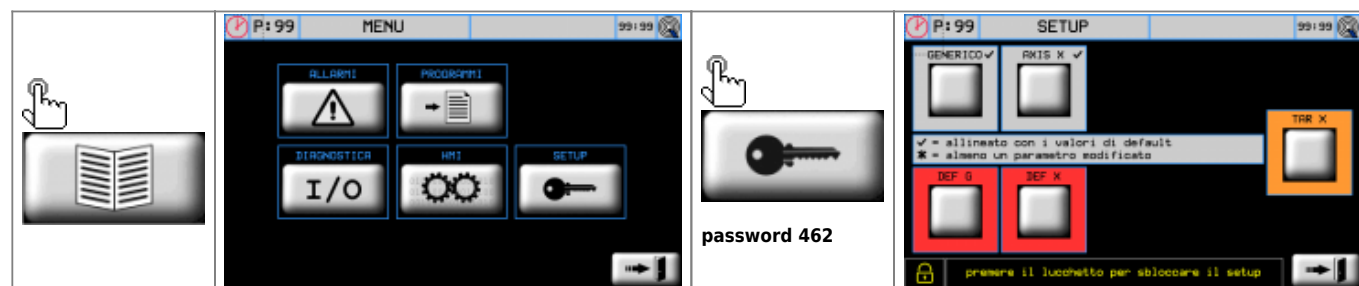 P:99 MENU 99:99
ALLARMI PROGRAMMI
DIAGNOSTICA HMI SETUP
I/O
password 462
P:99 SETUP 99:99
GENERICO AXIS X
TAR X
✓ = allineato con i valori di default
✖ = almeno un parametro modificato
DEF G DEF X
premere il lucchetto per sbloccare il setup